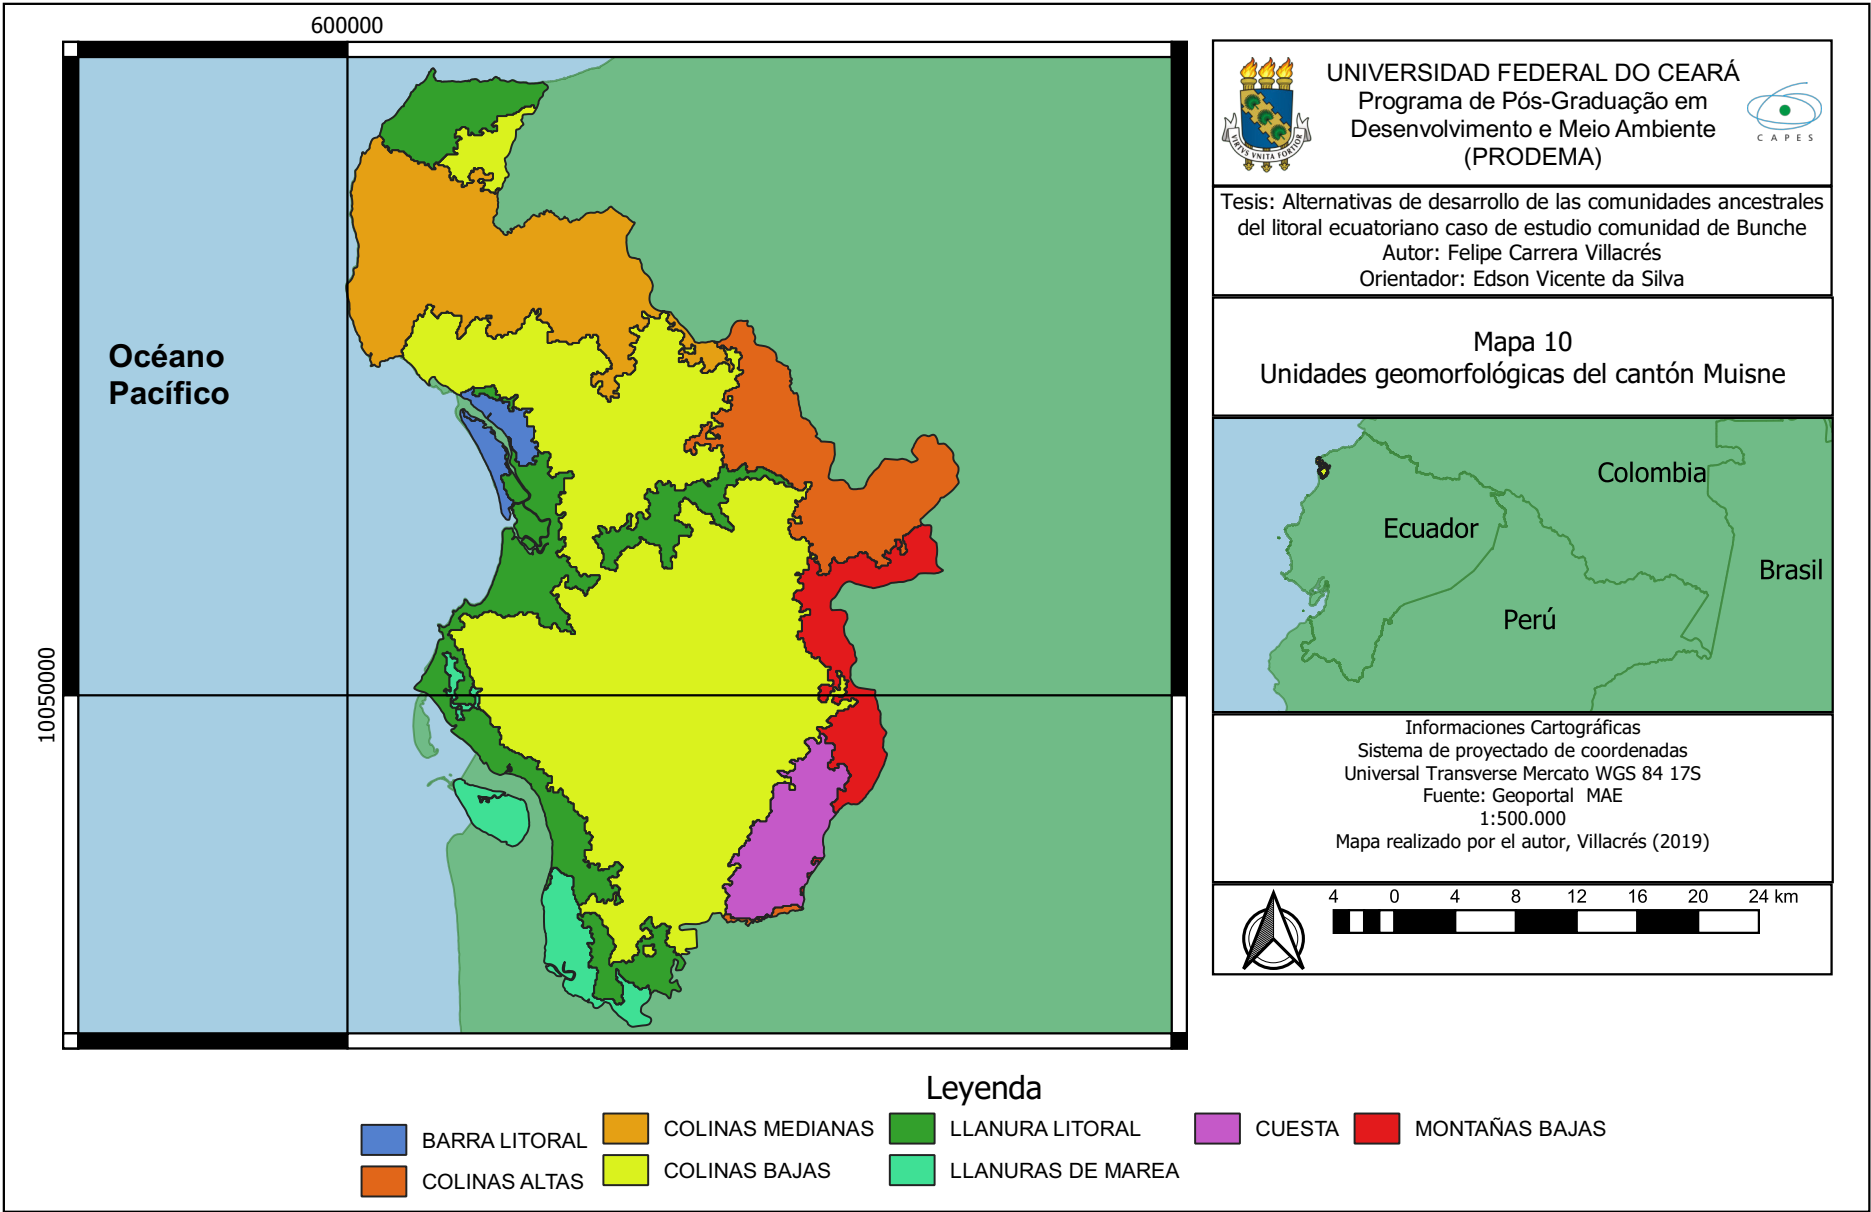 600000
10050000
Océano
Pacífico
UNIVERSIDAD FEDERAL DO CEARÁ
Programa de Pós-Graduação em
Desenvolvimento e Meio Ambiente
(PRODEMA)
VIRTVS VNITA FORTIOR
CAPES
Tesis: Alternativas de desarrollo de las comunidades ancestrales
del litoral ecuatoriano caso de estudio comunidad de Bunche
Autor: Felipe Carrera Villacrés
Orientador: Edson Vicente da Silva
Mapa 10
Unidades geomorfológicas del cantón Muisne
Colombia
Ecuador
Brasil
Perú
Informaciones Cartográficas
Sistema de proyectado de coordenadas
Universal Transverse Mercato WGS 84 17S
Fuente: Geoportal MAE
1:500.000
Mapa realizado por el autor, Villacrés (2019)
4 0 4 8 12 16 20 24 km
Leyenda
BARRA LITORAL
COLINAS ALTAS
COLINAS MEDIANAS
COLINAS BAJAS
LLANURA LITORAL
LLANURAS DE MAREA
CUESTA
MONTAÑAS BAJAS